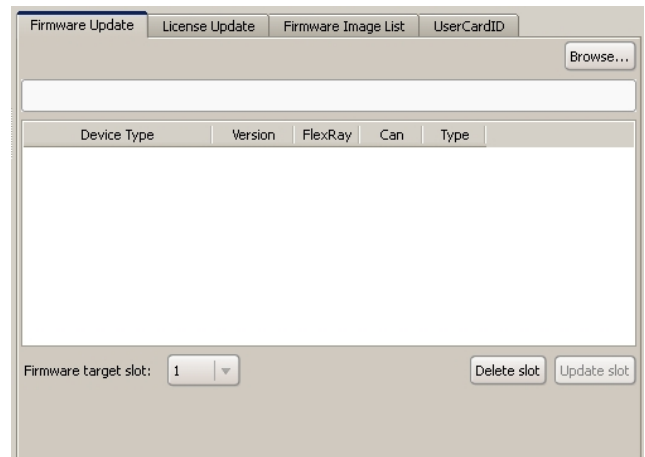 Firmware Update License Update Firmware Image List UserCardID
Browse...
Device Type Version FlexRay Can Type
Firmware target slot: 1 Delete slot Update slot